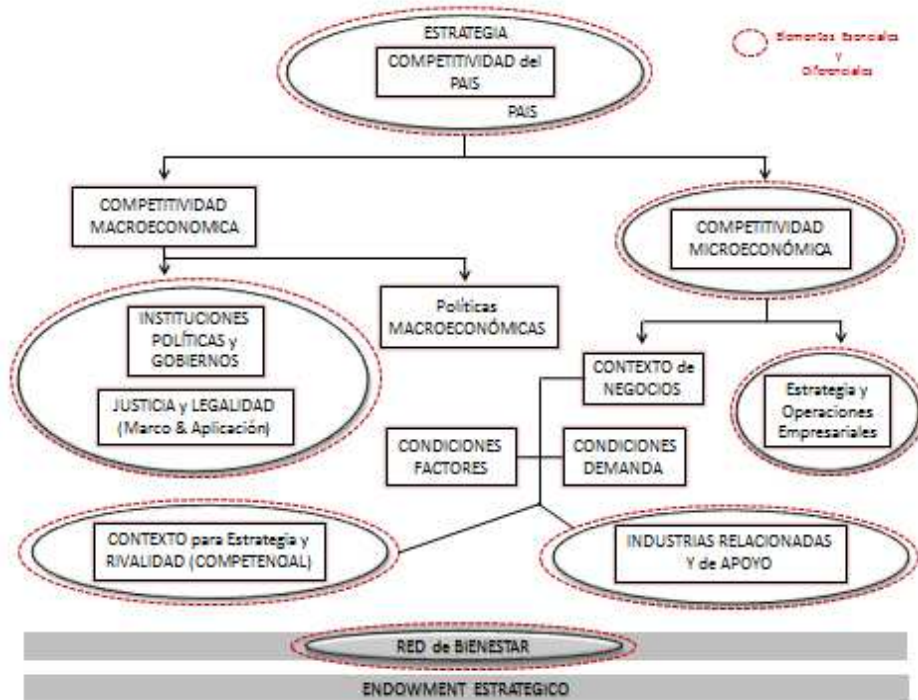 ESTRATEGIA
COMPETITIVIDAD del
PAIS
PAIS
Elementos Esenciales
y
Diferenciales
COMPETITIVIDAD
MACROECONOMICA
COMPETITIVIDAD
MICROECONÓMICA
INSTITUCIONES
POLÍTICAS y
GOBIERNOS
JUSTICIA y LEGALIDAD
(Marco & Aplicación)
Políticas
MACROECONÓMICAS
CONTEXTO de
NEGOCIOS
Estrategia y
Operaciones
Empresariales
CONDICIONES
FACTORES
CONDICIONES
DEMANDA
CONTEXTO para Estrategia y
RIVALIDAD (COMPETENCIAL)
INDUSTRIAS RELACIONADAS
Y de APOYO
RED de BIENESTAR
ENDOWMENT ESTRATEGICO